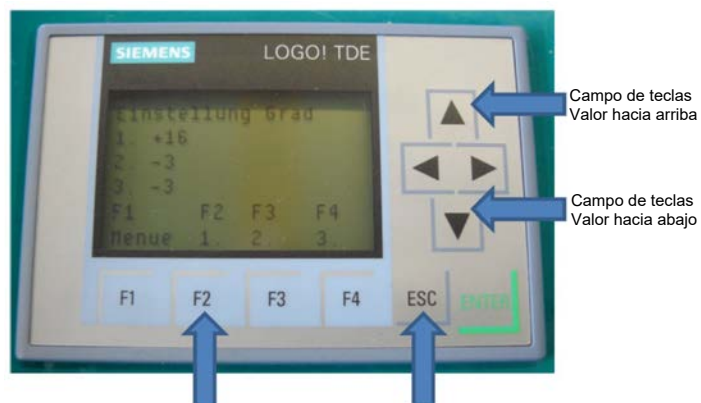 SIEMENS LOGO! TDE
Einstellung Grad
1. +16
2. -3
3. -3
F1 F2 F3 F4
Menue 1. 2. 3.
F1 F2 F3 F4 ESC ENTER
Campo de teclas
Valor hacia arriba
Campo de teclas
Valor hacia abajo